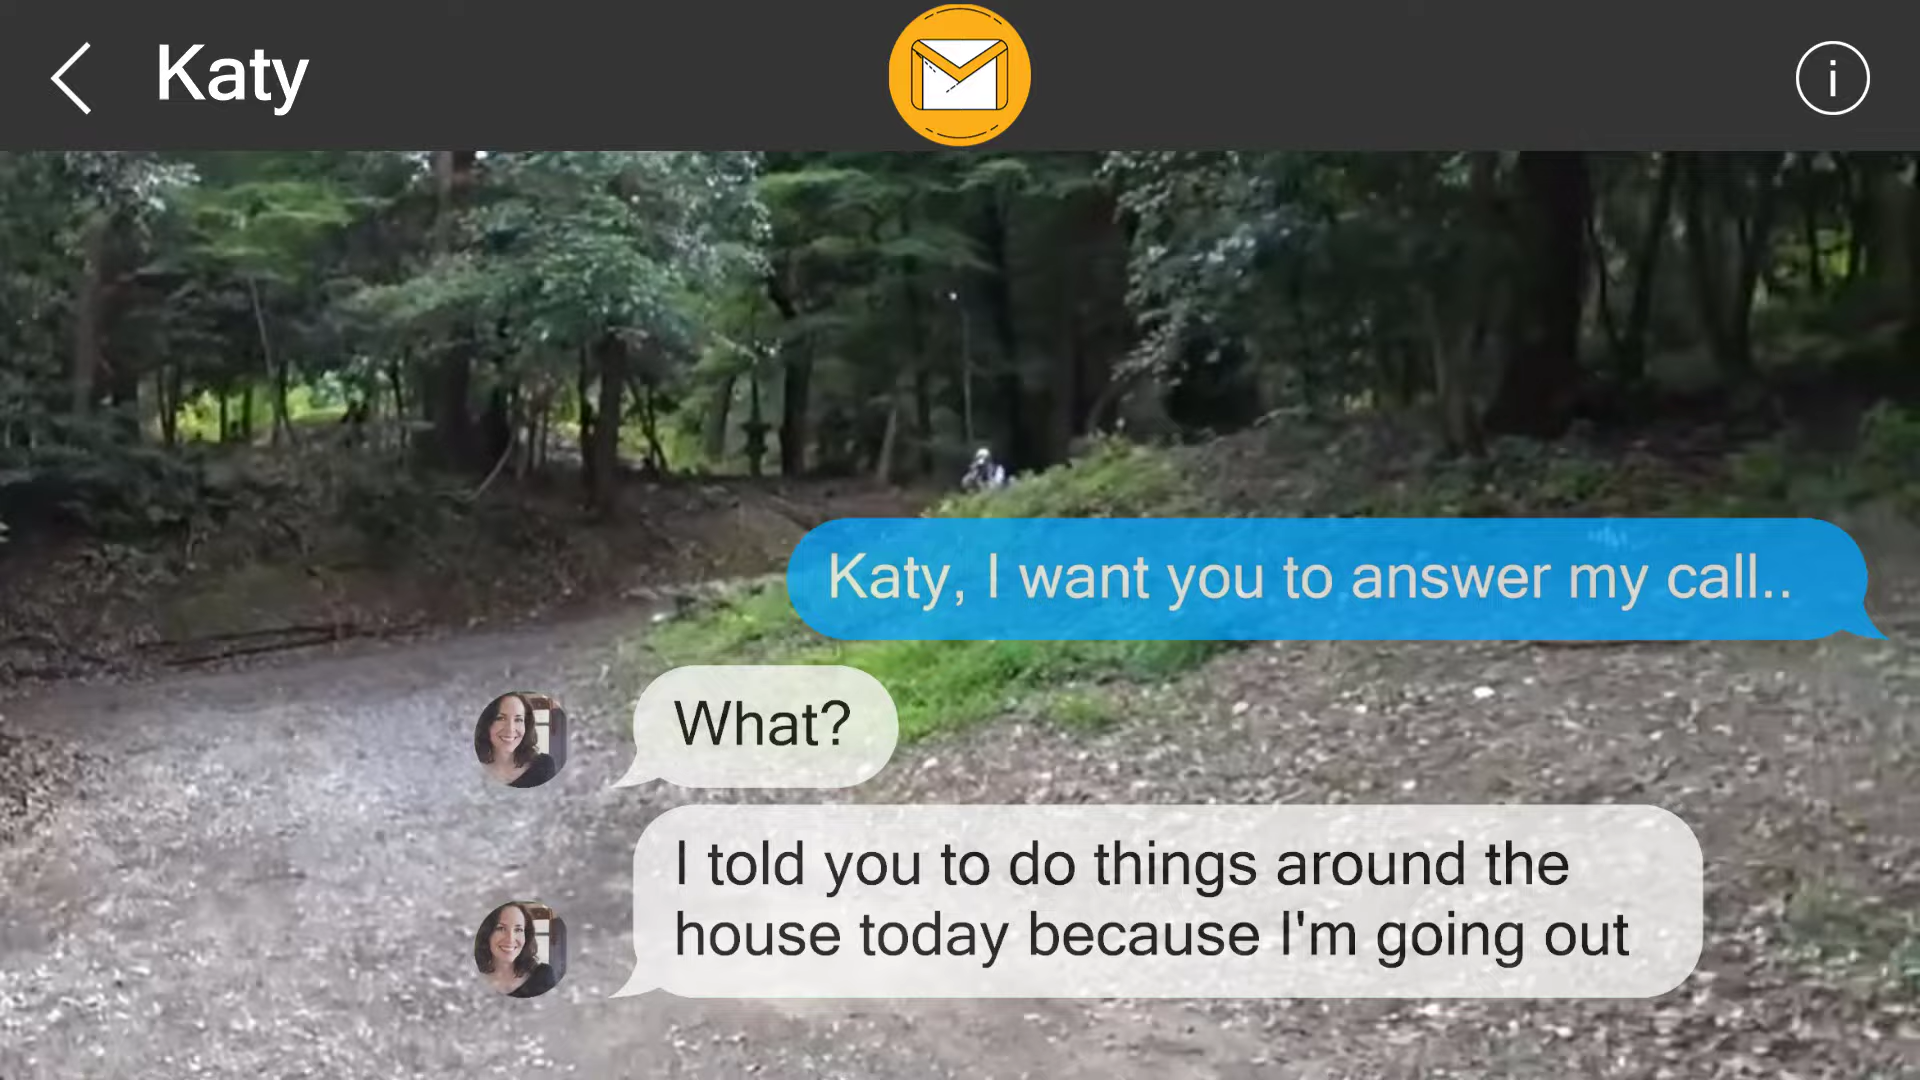 Katy
Katy, I want you to answer my call..
What?
I told you to do things around the
house today because I'm going out